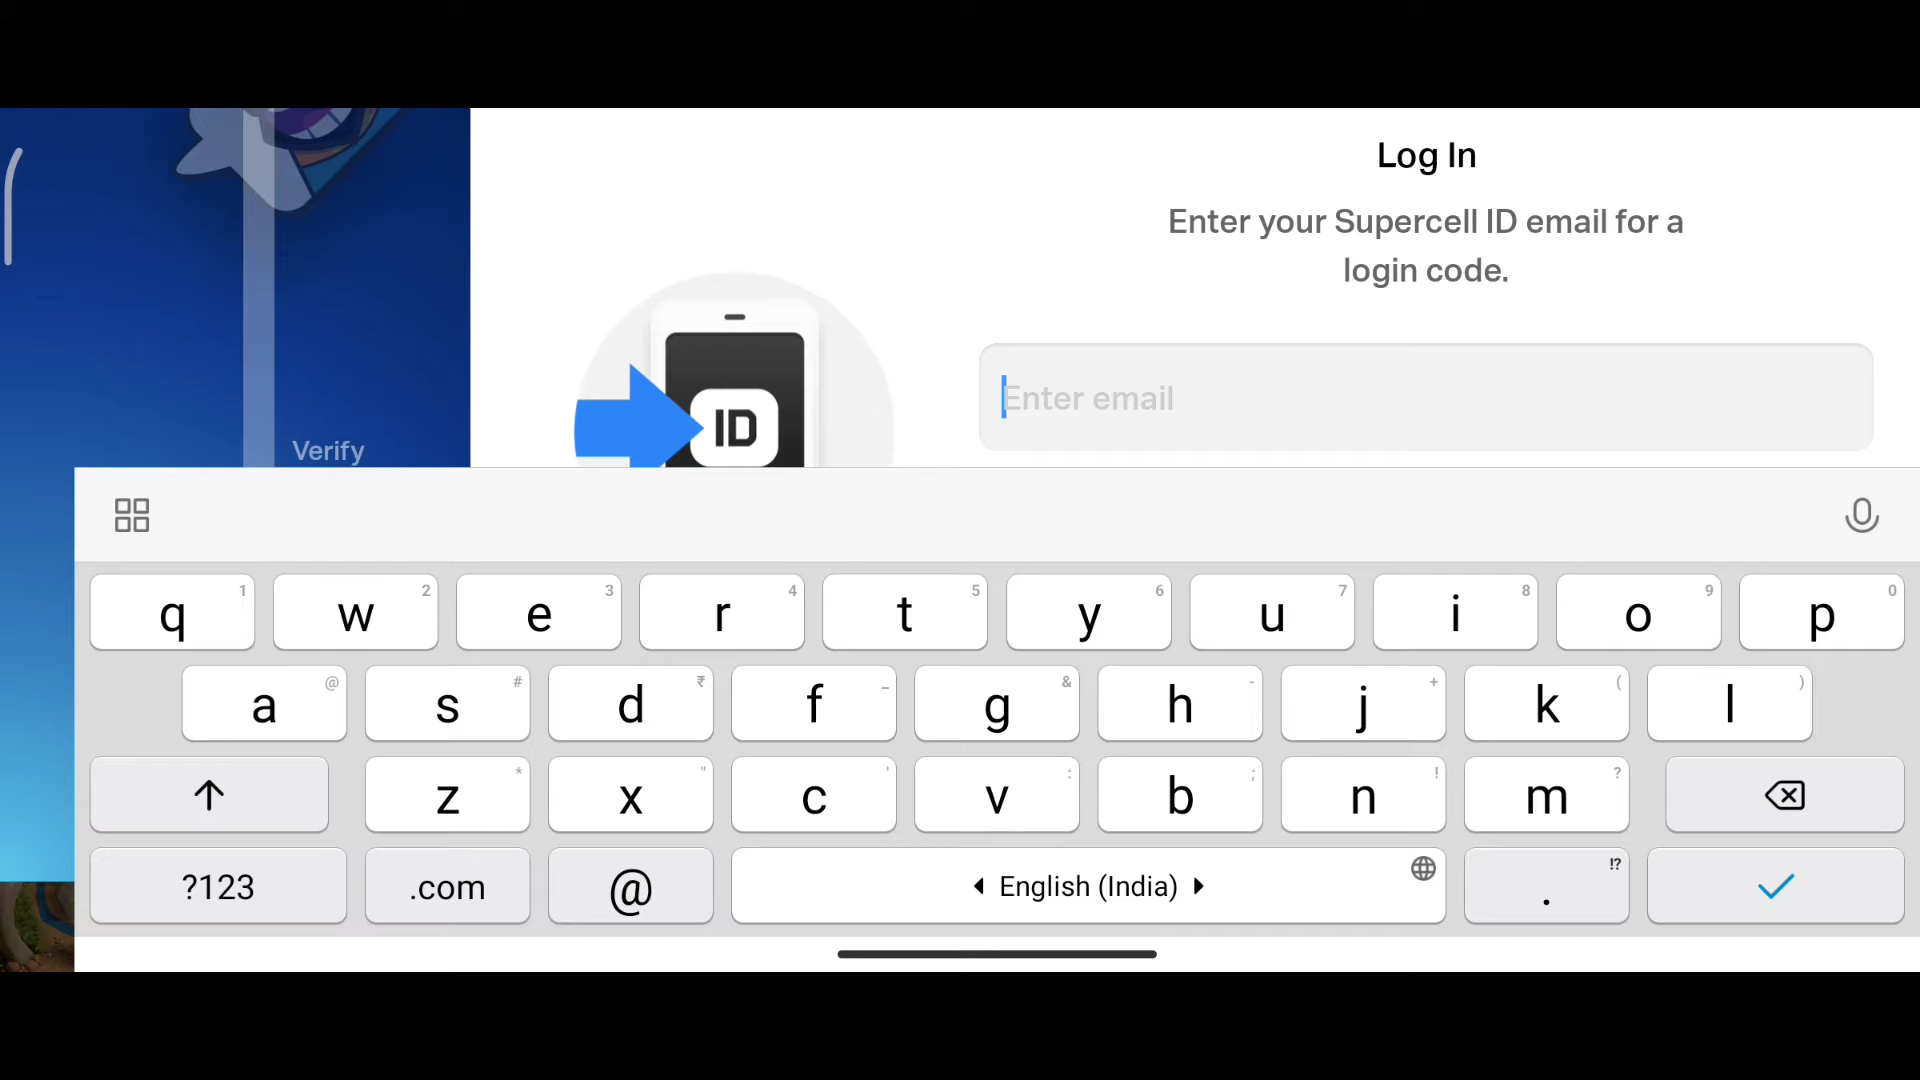 Log In
Enter your Supercell ID email for a
login code.
ID
Enter email
Verify
q 1 w 2 e 3 r 4 t 5 y 6 u 7 i 8 o 9 p 0
a @ s # d ₹ f _ g & h - j + k ( l )
z * x " c ' v : b ; n ! m ?
?123 .com @ English (India) . !?